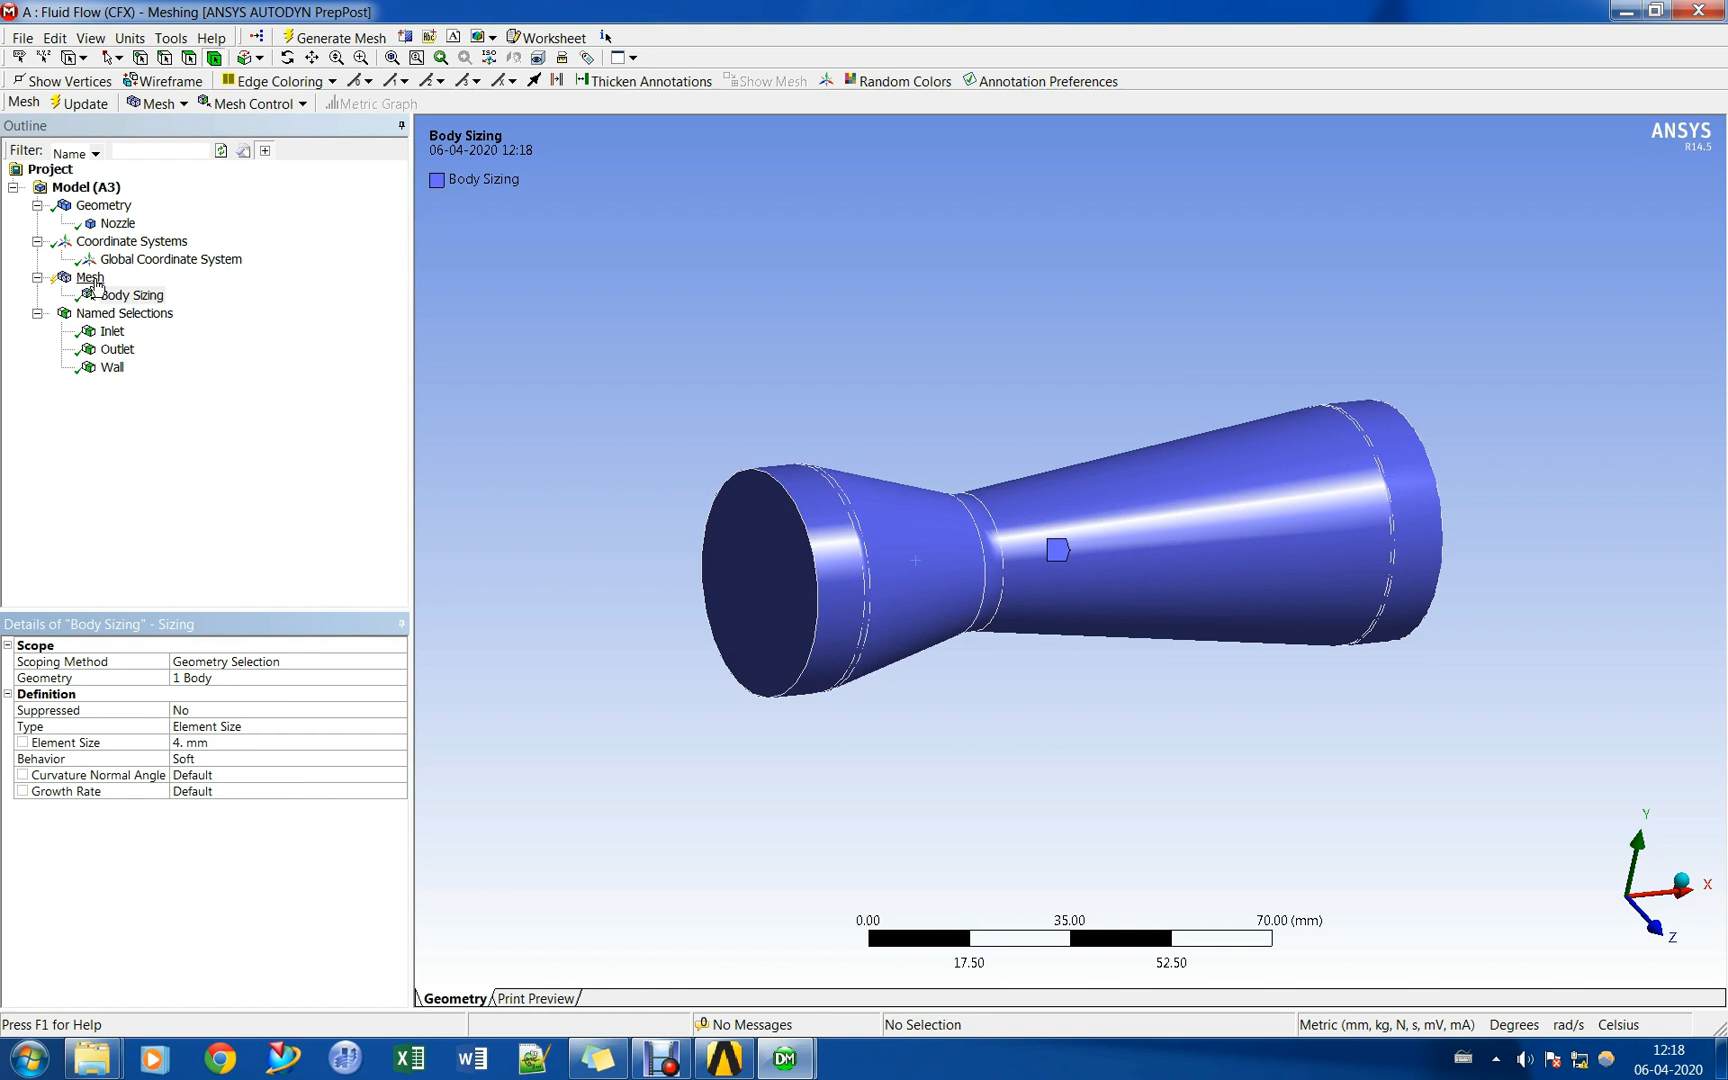 A : Fluid Flow (CFX) - Meshing [ANSYS AUTODYN PrepPost]
File Edit View Units Tools Help Generate Mesh Worksheet
Show Vertices Wireframe Edge Coloring Thicken Annotations Show Mesh Random Colors Annotation Preferences
Mesh Update Mesh Mesh Control Metric Graph
Outline
Filter: Name
Project
Model (A3)
Geometry
Nozzle
Coordinate Systems
Global Coordinate System
Mesh
Body Sizing
Named Selections
Inlet
Outlet
Wall
Details of "Body Sizing" - Sizing
Scope
Scoping Method Geometry Selection
Geometry 1 Body
Definition
Suppressed No
Type Element Size
Element Size 4. mm
Behavior Soft
Curvature Normal Angle Default
Growth Rate Default
Body Sizing
06-04-2020 12:18
Body Sizing
ANSYS
R14.5
Y
X
Z
0.00 35.00 70.00 (mm)
17.50 52.50
Geometry Print Preview
Press F1 for Help No Messages No Selection Metric (mm, kg, N, s, mV, mA) Degrees rad/s Celsius
DM
12:18
06-04-2020